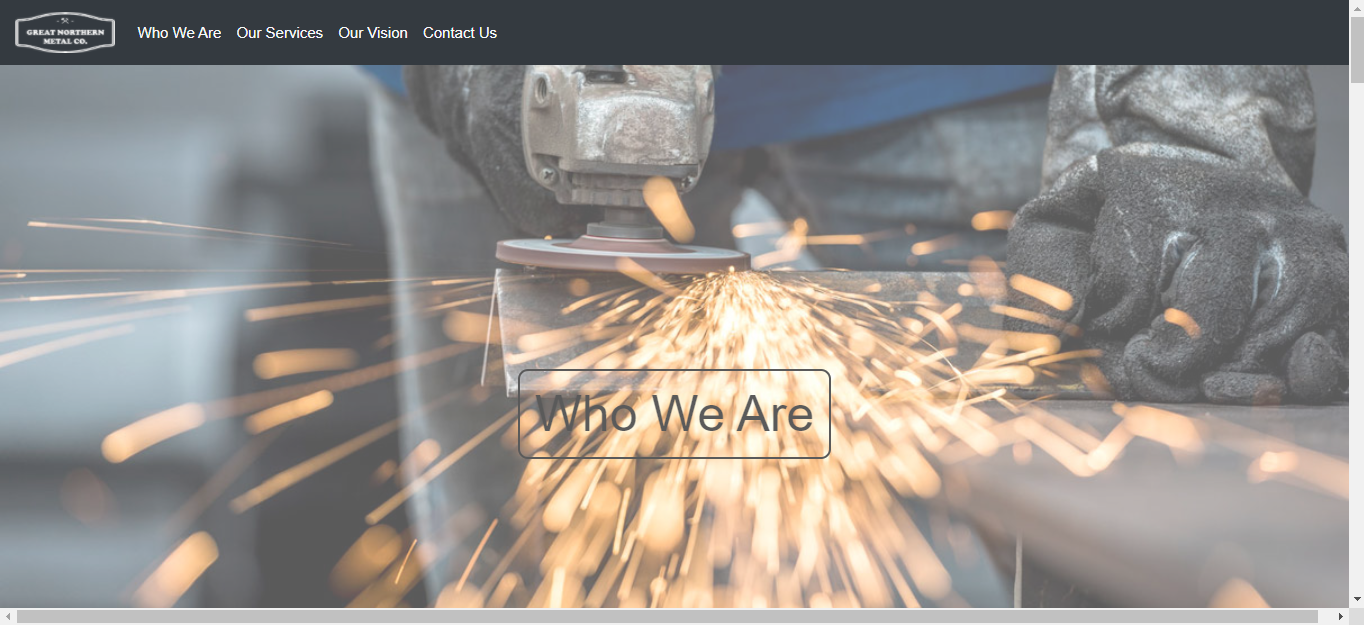 GREAT NORTHERN
METAL CO.
Who We Are
Our Services
Our Vision
Contact Us
Who We Are